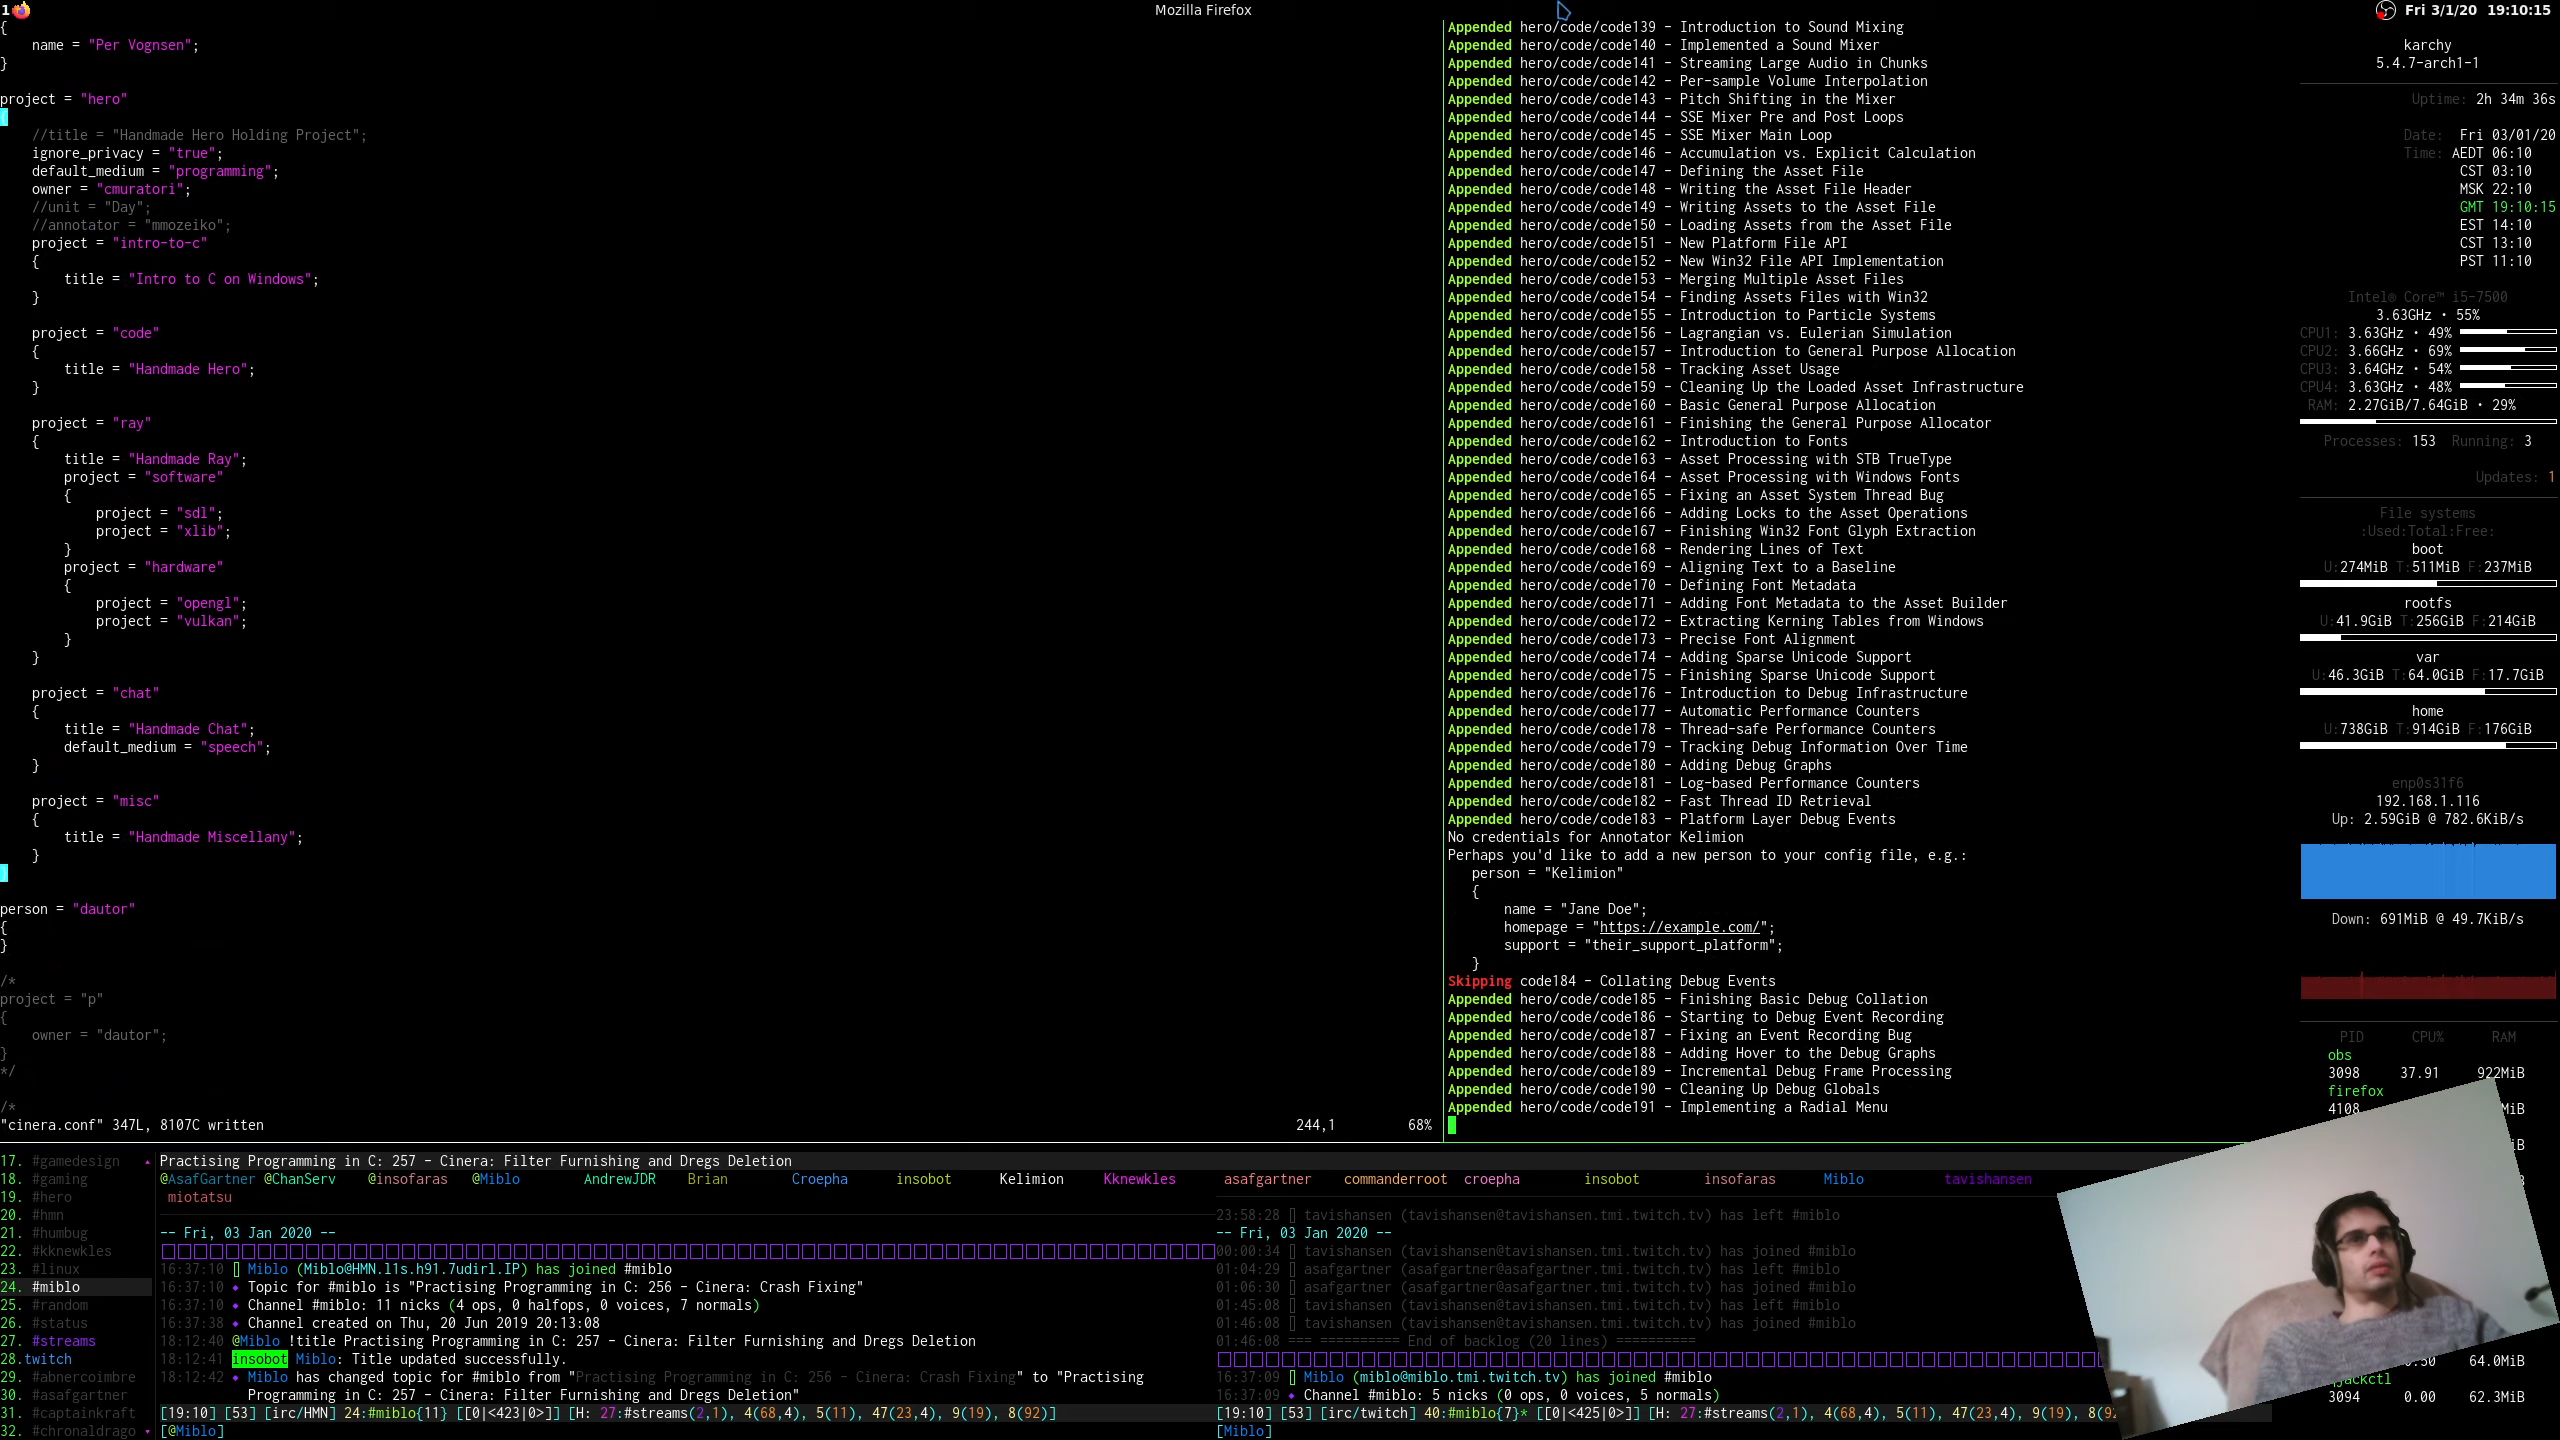 1 Mozilla Firefox Fri 3/1/20 19:10:15
{
name = "Per Vognsen";
}
project = "hero"
{
//title = "Handmade Hero Holding Project";
ignore_privacy = "true";
default_medium = "programming";
owner = "cmuratori";
//unit = "Day";
//annotator = "mmozeiko";
project = "intro-to-c"
{
title = "Intro to C on Windows";
}
project = "code"
{
title = "Handmade Hero";
}
project = "ray"
{
title = "Handmade Ray";
project = "software"
{
project = "sdl";
project = "xlib";
}
project = "hardware"
{
project = "opengl";
project = "vulkan";
}
}
project = "chat"
{
title = "Handmade Chat";
default_medium = "speech";
}
project = "misc"
{
title = "Handmade Miscellany";
}
}
person = "dautor"
{
}
/*
project = "p"
{
owner = "dautor";
}
*/
/*
"cinera.conf" 347L, 8107C written 244,1 68%
Appended hero/code/code139 - Introduction to Sound Mixing
Appended hero/code/code140 - Implemented a Sound Mixer
Appended hero/code/code141 - Streaming Large Audio in Chunks
Appended hero/code/code142 - Per-sample Volume Interpolation
Appended hero/code/code143 - Pitch Shifting in the Mixer
Appended hero/code/code144 - SSE Mixer Pre and Post Loops
Appended hero/code/code145 - SSE Mixer Main Loop
Appended hero/code/code146 - Accumulation vs. Explicit Calculation
Appended hero/code/code147 - Defining the Asset File
Appended hero/code/code148 - Writing the Asset File Header
Appended hero/code/code149 - Writing Assets to the Asset File
Appended hero/code/code150 - Loading Assets from the Asset File
Appended hero/code/code151 - New Platform File API
Appended hero/code/code152 - New Win32 File API Implementation
Appended hero/code/code153 - Merging Multiple Asset Files
Appended hero/code/code154 - Finding Assets Files with Win32
Appended hero/code/code155 - Introduction to Particle Systems
Appended hero/code/code156 - Lagrangian vs. Eulerian Simulation
Appended hero/code/code157 - Introduction to General Purpose Allocation
Appended hero/code/code158 - Tracking Asset Usage
Appended hero/code/code159 - Cleaning Up the Loaded Asset Infrastructure
Appended hero/code/code160 - Basic General Purpose Allocation
Appended hero/code/code161 - Finishing the General Purpose Allocator
Appended hero/code/code162 - Introduction to Fonts
Appended hero/code/code163 - Asset Processing with STB TrueType
Appended hero/code/code164 - Asset Processing with Windows Fonts
Appended hero/code/code165 - Fixing an Asset System Thread Bug
Appended hero/code/code166 - Adding Locks to the Asset Operations
Appended hero/code/code167 - Finishing Win32 Font Glyph Extraction
Appended hero/code/code168 - Rendering Lines of Text
Appended hero/code/code169 - Aligning Text to a Baseline
Appended hero/code/code170 - Defining Font Metadata
Appended hero/code/code171 - Adding Font Metadata to the Asset Builder
Appended hero/code/code172 - Extracting Kerning Tables from Windows
Appended hero/code/code173 - Precise Font Alignment
Appended hero/code/code174 - Adding Sparse Unicode Support
Appended hero/code/code175 - Finishing Sparse Unicode Support
Appended hero/code/code176 - Introduction to Debug Infrastructure
Appended hero/code/code177 - Automatic Performance Counters
Appended hero/code/code178 - Thread-safe Performance Counters
Appended hero/code/code179 - Tracking Debug Information Over Time
Appended hero/code/code180 - Adding Debug Graphs
Appended hero/code/code181 - Log-based Performance Counters
Appended hero/code/code182 - Fast Thread ID Retrieval
Appended hero/code/code183 - Platform Layer Debug Events
No credentials for Annotator Kelimion
Perhaps you'd like to add a new person to your config file, e.g.:
person = "Kelimion"
{
name = "Jane Doe";
homepage = "https://example.com/";
support = "their_support_platform";
}
Skipping code184 - Collating Debug Events
Appended hero/code/code185 - Finishing Basic Debug Collation
Appended hero/code/code186 - Starting to Debug Event Recording
Appended hero/code/code187 - Fixing an Event Recording Bug
Appended hero/code/code188 - Adding Hover to the Debug Graphs
Appended hero/code/code189 - Incremental Debug Frame Processing
Appended hero/code/code190 - Cleaning Up Debug Globals
Appended hero/code/code191 - Implementing a Radial Menu
karchy
5.4.7-arch1-1
Uptime: 2h 34m 36s
Date: Fri 03/01/20
Time: AEDT 06:10
CST 03:10
MSK 22:10
GMT 19:10:15
EST 14:10
CST 13:10
PST 11:10
Intel® Core™ i5-7500
3.63GHz • 55%
CPU1: 3.63GHz • 49%
CPU2: 3.66GHz • 69%
CPU3: 3.64GHz • 54%
CPU4: 3.63GHz • 48%
RAM: 2.27GiB/7.64GiB • 29%
Processes: 153 Running: 3
Updates: 1
File systems
:Used:Total:Free:
boot
U:274MiB T:511MiB F:237MiB
rootfs
U:41.9GiB T:256GiB F:214GiB
var
U:46.3GiB T:64.0GiB F:17.7GiB
home
U:738GiB T:914GiB F:176GiB
enp0s31f6
192.168.1.116
Up: 2.59GiB @ 782.6KiB/s
Down: 691MiB @ 49.7KiB/s
PID CPU% RAM
obs
3098 37.91 922MiB
firefox
4108
64.0MiB
3094 0.00 62.3MiB
17. #gamedesign
18. #gaming
19. #hero
20. #hmn
21. #humbug
22. #kknewkles
23. #linux
24. #miblo
25. #random
26. #status
27. #streams
28.twitch
29. #abnercoimbre
30. #asafgartner
31. #captainkraft
32. #chronaldrago
Practising Programming in C: 257 - Cinera: Filter Furnishing and Dregs Deletion
@AsafGartner @ChanServ @insofaras @Miblo AndrewJDR Brian Croepha insobot Kelimion Kknewkles
miotatsu
-- Fri, 03 Jan 2020 --
16:37:10 Miblo (Miblo@HMN.l1s.h91.7udirl.IP) has joined #miblo
16:37:10 Topic for #miblo is "Practising Programming in C: 256 - Cinera: Crash Fixing"
16:37:10 Channel #miblo: 11 nicks (4 ops, 0 halfops, 0 voices, 7 normals)
16:37:38 Channel created on Thu, 20 Jun 2019 20:13:08
18:12:40 @Miblo !title Practising Programming in C: 257 - Cinera: Filter Furnishing and Dregs Deletion
18:12:41 insobot Miblo: Title updated successfully.
18:12:42 Miblo has changed topic for #miblo from "Practising Programming in C: 256 - Cinera: Crash Fixing" to "Practising
Programming in C: 257 - Cinera: Filter Furnishing and Dregs Deletion"
[19:10] [53] [irc/HMN] 24:#miblo{11} [[0|<423|0>]] [H: 27:#streams(2,1), 4(68,4), 5(11), 47(23,4), 9(19), 8(92)]
[@Miblo]
asafgartner commanderroot croepha insobot insofaras Miblo tavishansen
23:58:28 tavishansen (tavishansen@tavishansen.tmi.twitch.tv) has left #miblo
-- Fri, 03 Jan 2020 --
00:00:34 tavishansen (tavishansen@tavishansen.tmi.twitch.tv) has joined #miblo
01:04:29 asafgartner (asafgartner@asafgartner.tmi.twitch.tv) has left #miblo
01:06:30 asafgartner (asafgartner@asafgartner.tmi.twitch.tv) has joined #miblo
01:45:08 tavishansen (tavishansen@tavishansen.tmi.twitch.tv) has left #miblo
01:46:08 tavishansen (tavishansen@tavishansen.tmi.twitch.tv) has joined #miblo
01:46:08 === ========== End of backlog (20 lines) ==========
16:37:09 Miblo (miblo@miblo.tmi.twitch.tv) has joined #miblo
16:37:09 Channel #miblo: 5 nicks (0 ops, 0 voices, 5 normals)
[19:10] [53] [irc/twitch] 40:#miblo{7}* [[0|<425|0>]] [H: 27:#streams(2,1), 4(68,4), 5(11), 47(23,4), 9(19),
[Miblo]